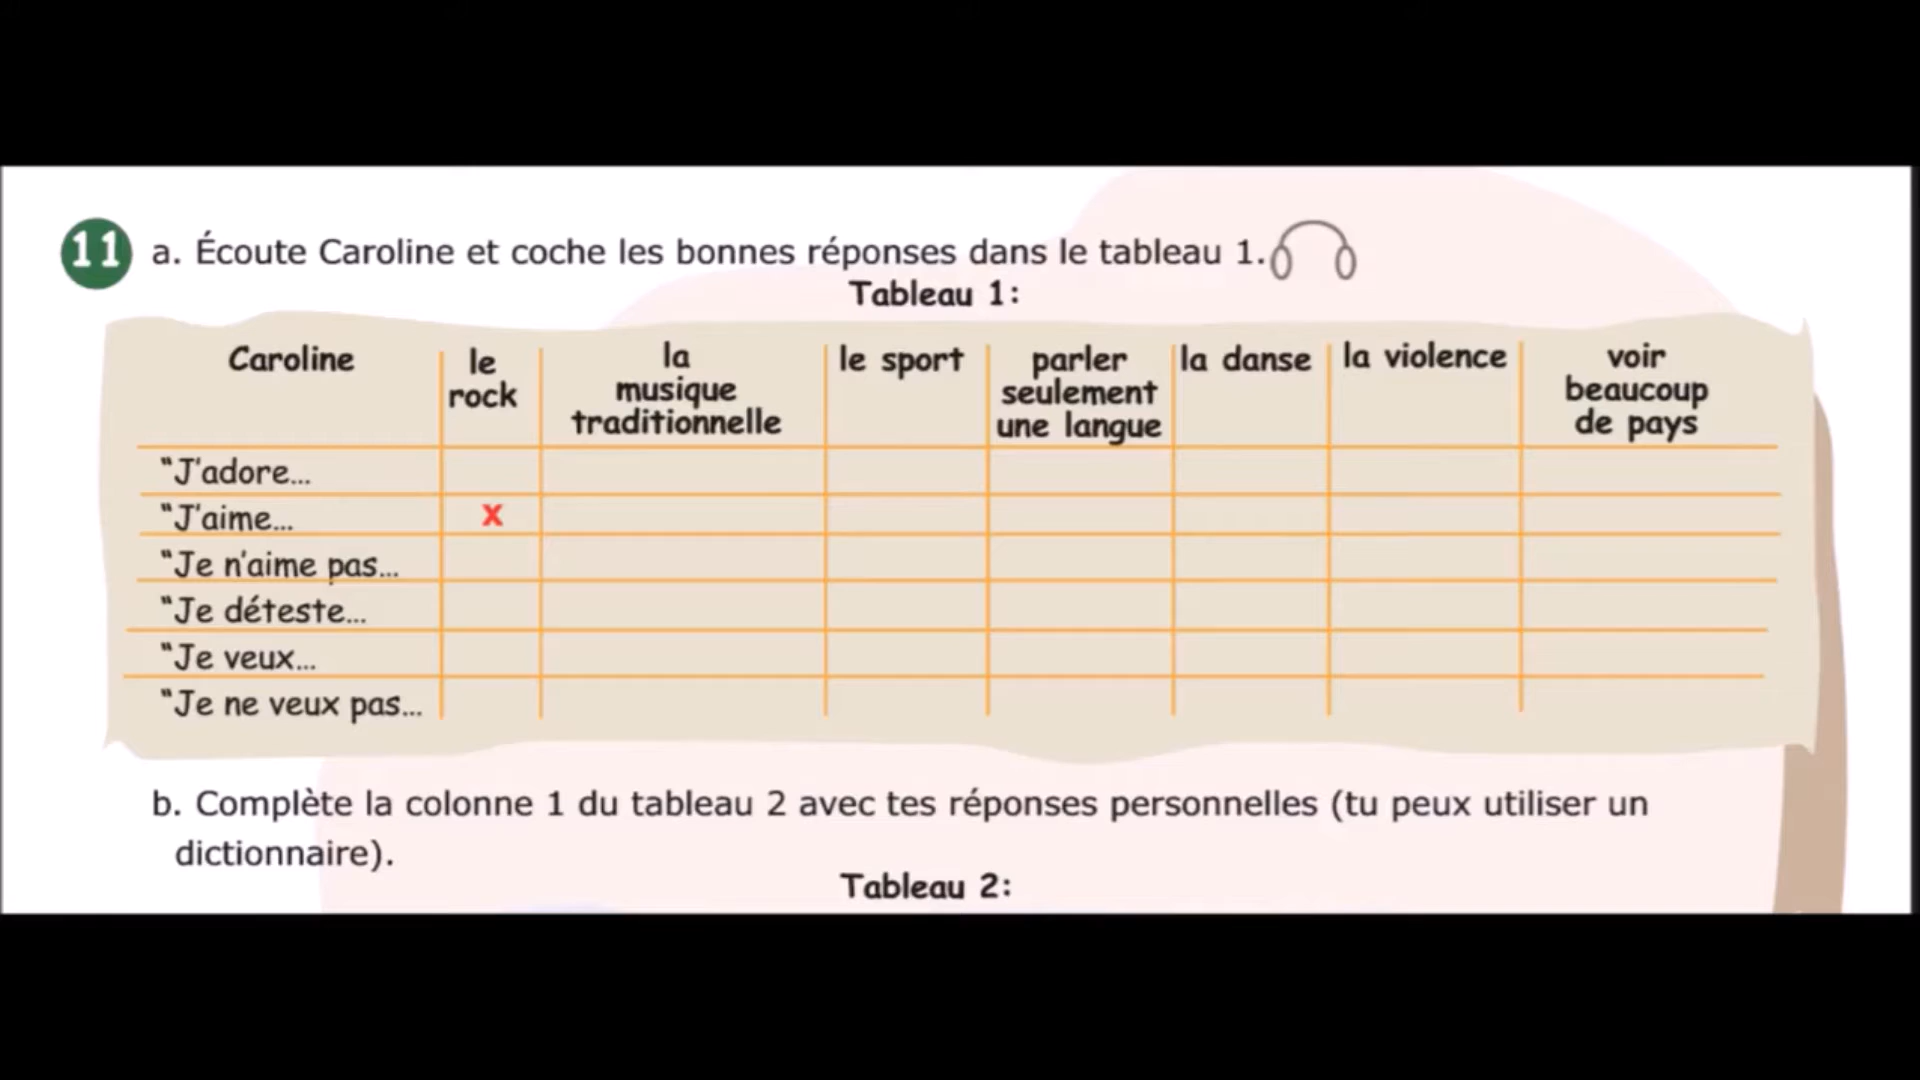 11 a. Écoute Caroline et coche les bonnes réponses dans le tableau 1.
Tableau 1:
Caroline le rock la musique traditionnelle le sport parler seulement une langue la danse la violence voir beaucoup de pays
"J'adore...
"J'aime... x
"Je n'aime pas...
"Je déteste...
"Je veux...
"Je ne veux pas...
b. Complète la colonne 1 du tableau 2 avec tes réponses personnelles (tu peux utiliser un
dictionnaire).
Tableau 2: